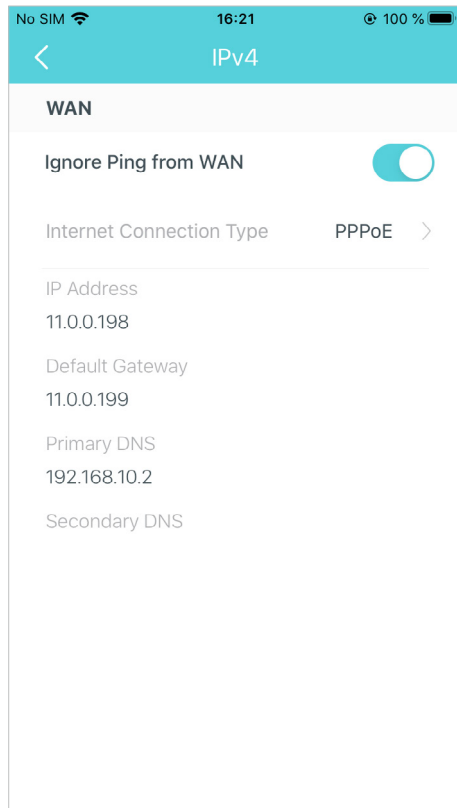 No SIM 16:21 100 %
IPv4
WAN
Ignore Ping from WAN
Internet Connection Type PPPoE
IP Address
11.0.0.198
Default Gateway
11.0.0.199
Primary DNS
192.168.10.2
Secondary DNS